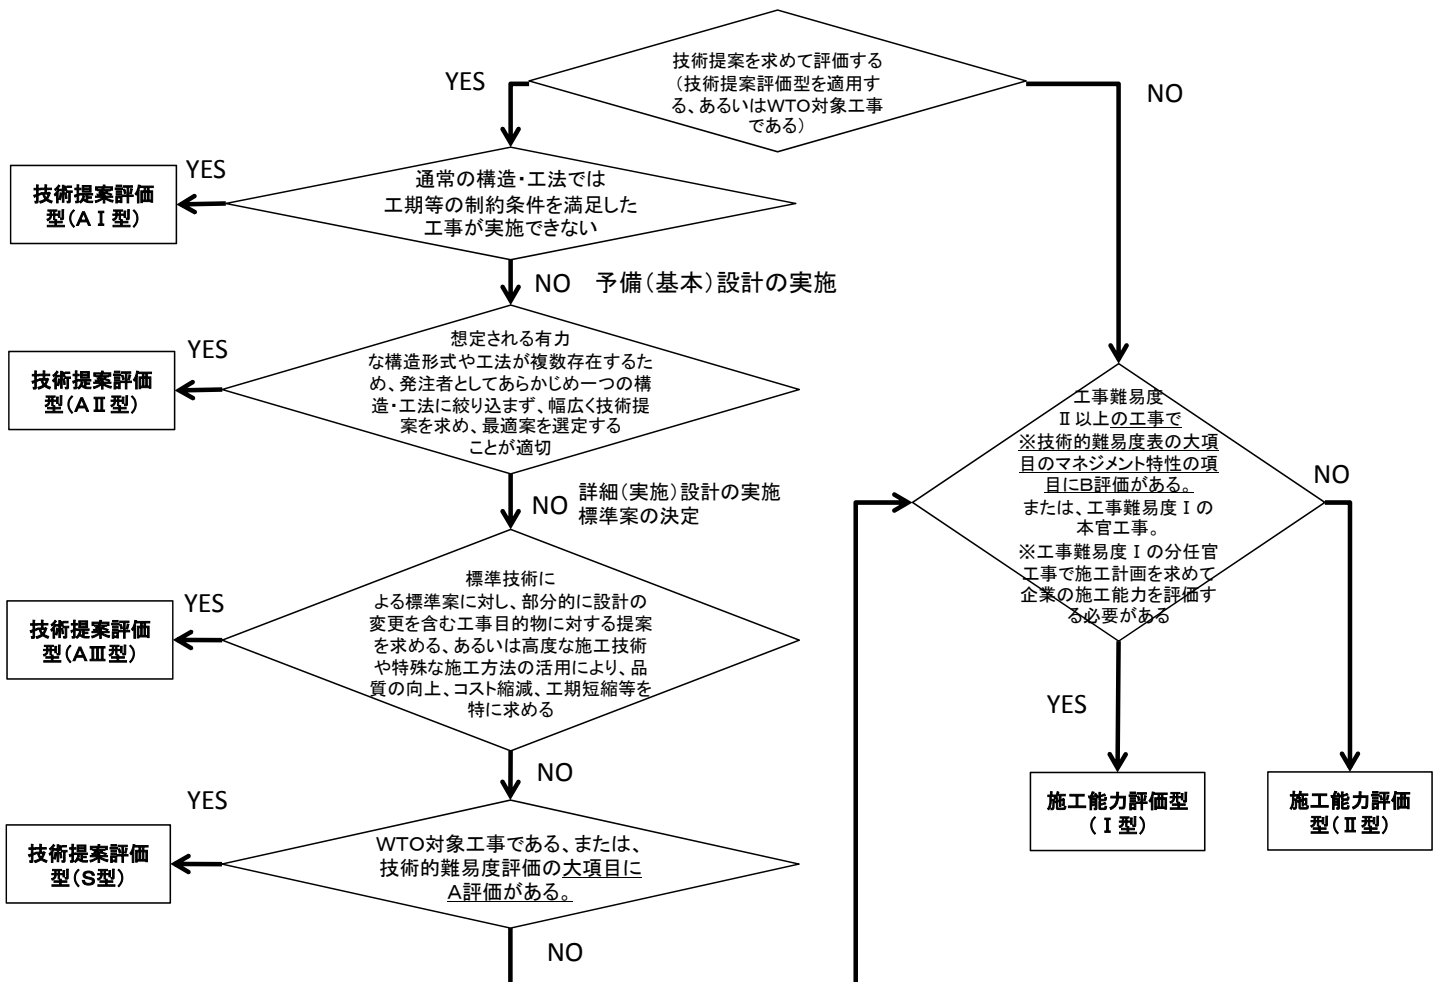 技術提案を求めて評価する
(技術提案評価型を適用す
る、あるいはWTO対象工事
である)
YES
NO
通常の構造・工法では
工期等の制約条件を満足した
工事が実施できない
YES
技術提案評価
型(AⅠ型)
NO 予備(基本)設計の実施
想定される有力
な構造形式や工法が複数存在するた
め、発注者としてあらかじめ一つの構
造・工法に絞り込まず、幅広く技術提
案を求め、最適案を選定する
ことが適切
YES
技術提案評価
型(AⅡ型)
NO 詳細(実施)設計の実施
標準案の決定
標準技術に
よる標準案に対し、部分的に設計の
変更を含む工事目的物に対する提案
を求める、あるいは高度な施工技術
や特殊な施工方法の活用により、品
質の向上、コスト縮減、工期短縮等を
特に求める
YES
技術提案評価
型(AⅢ型)
NO
WTO対象工事である、または、
技術的難易度評価の大項目に
A評価がある。
YES
技術提案評価
型(S型)
NO
工事難易度
Ⅱ以上の工事で
※技術的難易度表の大項
目のマネジメント特性の項
目にB評価がある。
または、工事難易度Ⅰの
本官工事。
※工事難易度Ⅰの分任官
工事で施工計画を求めて
企業の施工能力を評価す
る必要がある
NO
YES
施工能力評価型
(Ⅰ型)
施工能力評価
型(Ⅱ型)